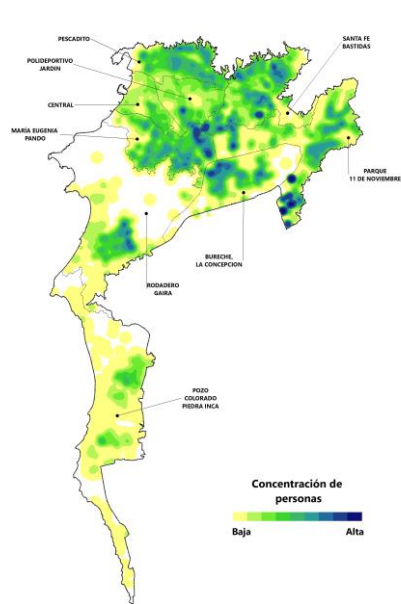 PESCADITO
POLIDEPORTIVO
JARDIN
SANTA FE
BASTIDAS
CENTRAL
MARÍA EUGENIA
PANDO
PARQUE
11 DE NOVIEMBRE
BURECHE,
LA CONCEPCION
RODADERO
GAIRA
POZO
COLORADO
PIEDRA INCA
Concentración de
personas
Baja
Alta